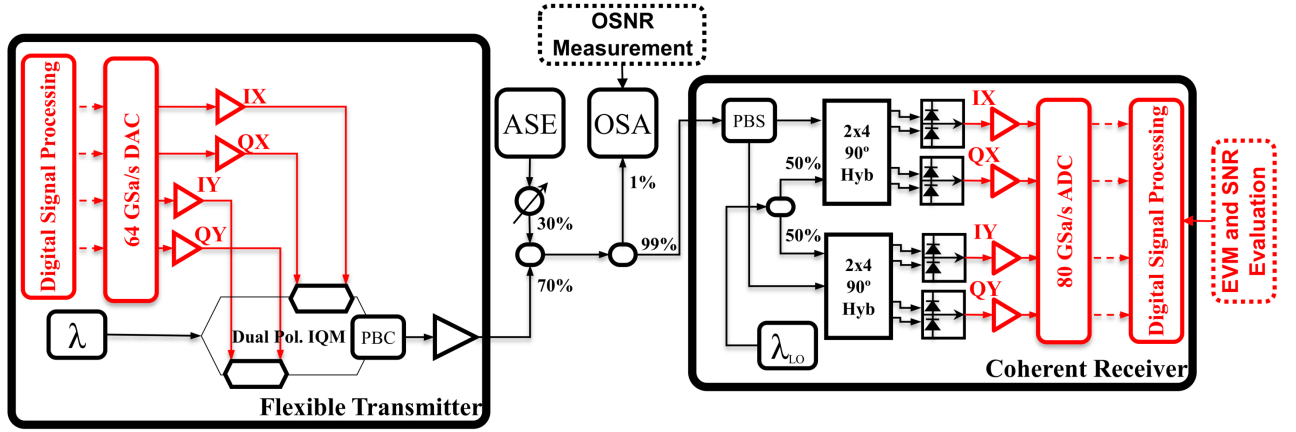 Digital Signal Processing
64 GSa/s DAC
IX
QX
IY
QY
λ
Dual Pol. IQM
PBC
Flexible Transmitter
ASE
30%
70%
OSNR
Measurement
OSA
1%
99%
PBS
50%
50%
λLO
2x4
90º
Hyb
2x4
90º
Hyb
IX
QX
IY
QY
80 GSa/s ADC
Digital Signal Processing
Coherent Receiver
EVM and SNR
Evaluation